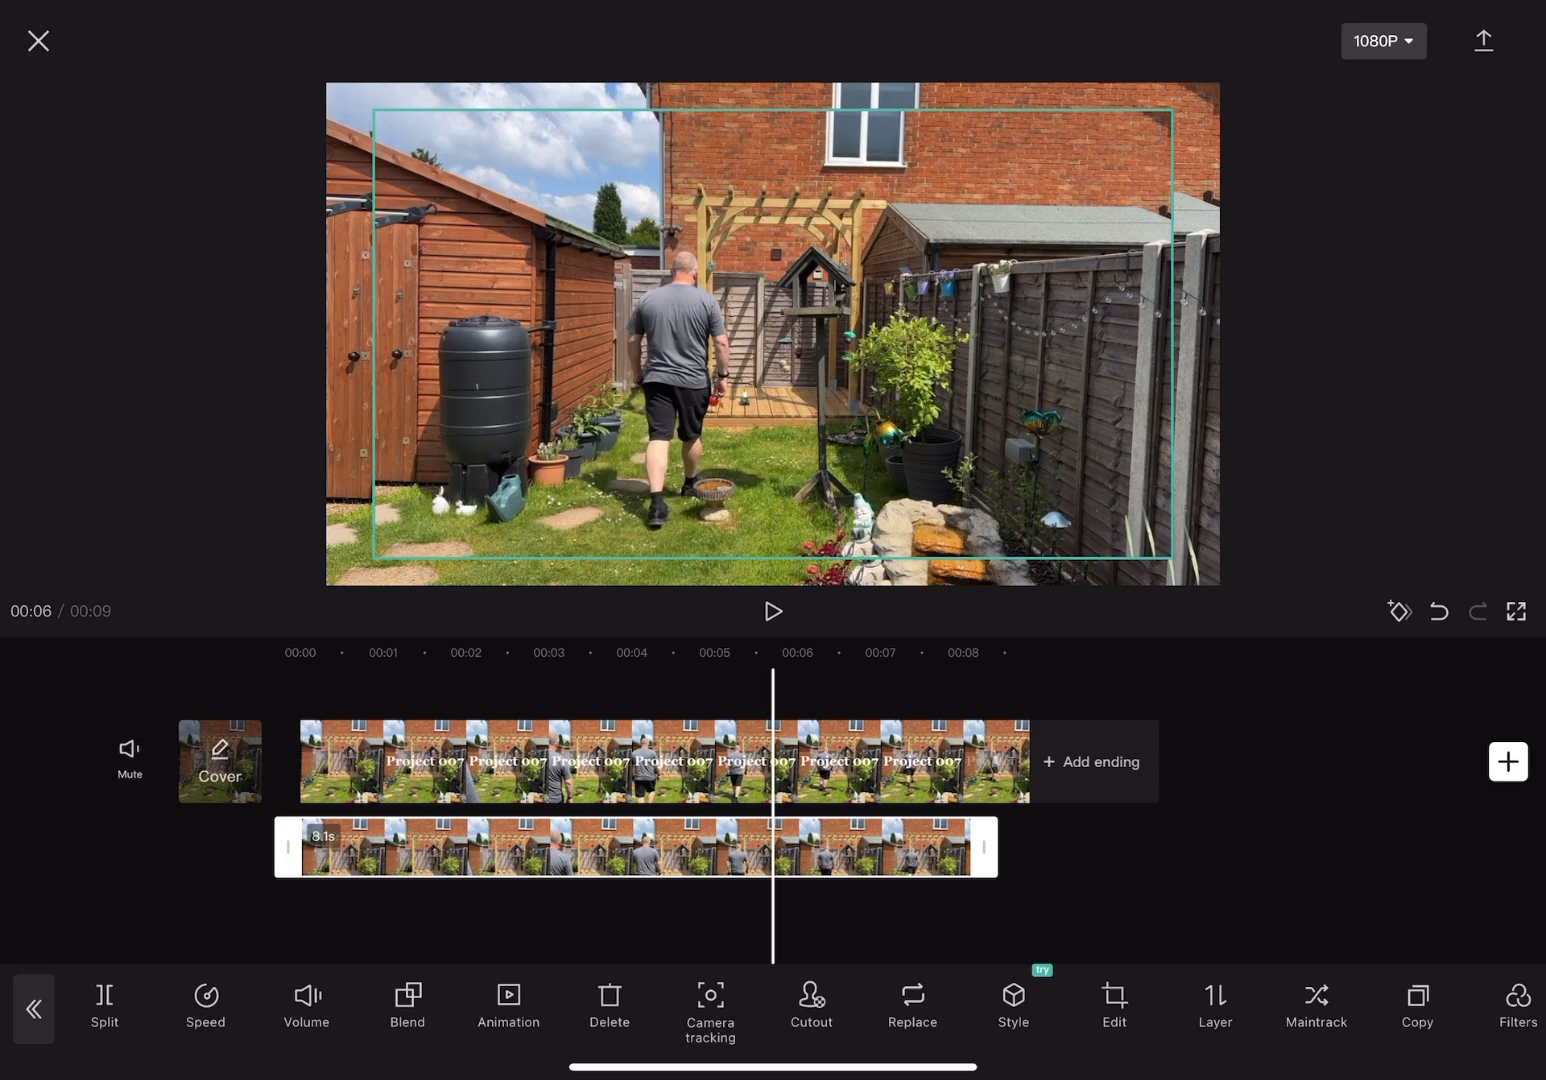 1080P
00:06 / 00:09
00:00 00:01 00:02 00:03 00:04 00:05 00:06 00:07 00:08
Mute
Cover
Project 007 Project 007 Project 007 Project 007 Project 007 Project 007 Project 007
+ Add ending
8.1s
try
Split
Speed
Volume
Blend
Animation
Delete
Camera
tracking
Cutout
Replace
Style
Edit
Layer
Maintrack
Copy
Filters